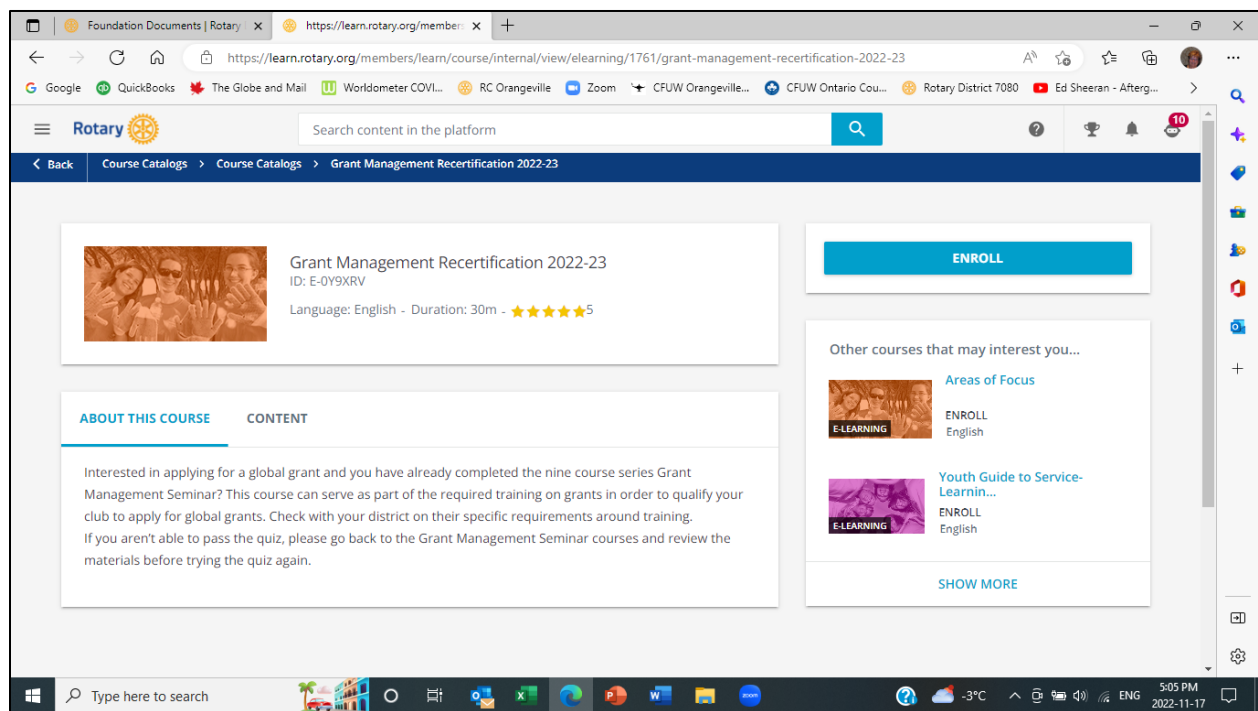 Foundation Documents | Rotary
https://learn.rotary.org/member
https://learn.rotary.org/members/learn/course/internal/view/elearning/1761/grant-management-recertification-2022-23
Google
QuickBooks
The Globe and Mail
Worldometer COVI...
RC Orangeville
Zoom
CFUW Orangeville...
CFUW Ontario Cou...
Rotary District 7080
Ed Sheeran - Afterg...
Rotary
Search content in the platform
10
Back
Course Catalogs > Course Catalogs > Grant Management Recertification 2022-23
Grant Management Recertification 2022-23
ID: E-0Y9XRV
Language: English - Duration: 30m - ★★★★★5
ENROLL
ABOUT THIS COURSE
CONTENT
Interested in applying for a global grant and you have already completed the nine course series Grant
Management Seminar? This course can serve as part of the required training on grants in order to qualify your
club to apply for global grants. Check with your district on their specific requirements around training.
If you aren't able to pass the quiz, please go back to the Grant Management Seminar courses and review the
materials before trying the quiz again.
Other courses that may interest you...
E-LEARNING
Areas of Focus
ENROLL
English
E-LEARNING
Youth Guide to Service-
Learnin...
ENROLL
English
SHOW MORE
Type here to search
zoom
-3°C
ENG
5:05 PM
2022-11-17